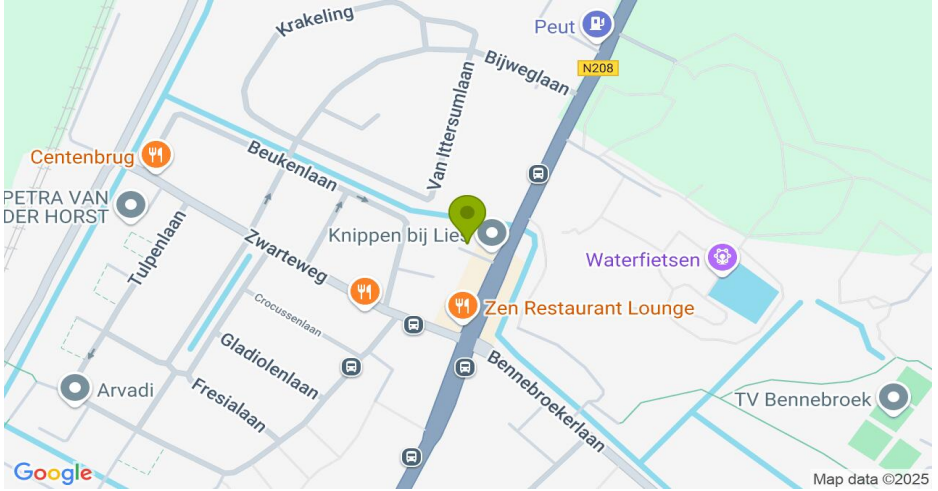 Krakeling
Peut
Bijweglaan
N208
Van Ittersumlaan
Centenbrug
Beukenlaan
PETRA VAN
DER HORST
Knippen bij Lies
Tulpenlaan
Zwarteweg
Waterfietsen
Crocussenlaan
Zen Restaurant Lounge
Gladiolenlaan
Bennebroekerlaan
Arvadi
Fresialaan
TV Bennebroek
Google
Map data ©2025